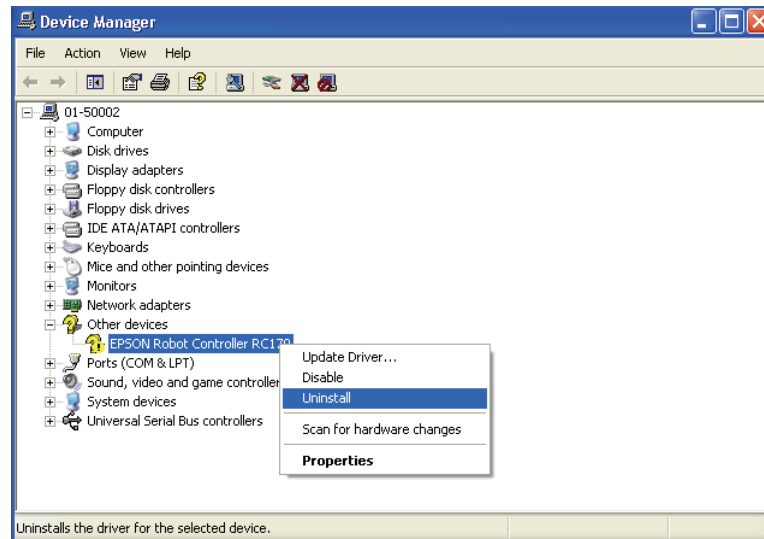 Device Manager
File Action View Help
01-50002
Computer
Disk drives
Display adapters
Floppy disk controllers
Floppy disk drives
IDE ATA/ATAPI controllers
Keyboards
Mice and other pointing devices
Monitors
Network adapters
Other devices
EPSON Robot Controller RC170
Ports (COM & LPT)
Sound, video and game controller
System devices
Universal Serial Bus controllers
Update Driver...
Disable
Uninstall
Scan for hardware changes
Properties
Uninstalls the driver for the selected device.